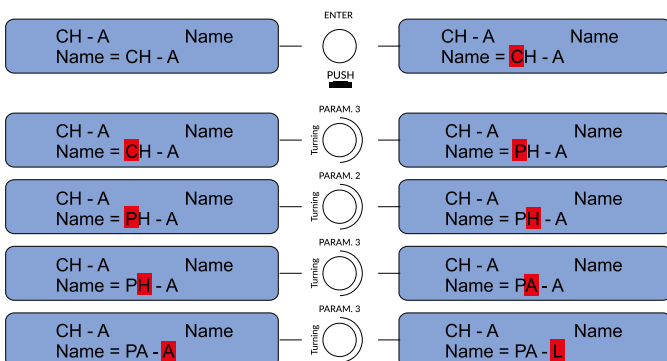 ENTER
CH - A Name
Name = CH - A
PUSH
CH - A Name
Name = CH - A
PARAM. 3
CH - A Name
Name = CH - A
Turning
CH - A Name
Name = PH - A
PARAM. 2
CH - A Name
Name = PH - A
Turning
CH - A Name
Name = PH - A
PARAM. 3
CH - A Name
Name = PH - A
Turning
CH - A Name
Name = PA - A
PARAM. 3
CH - A Name
Name = PA - A
Turning
CH - A Name
Name = PA - L